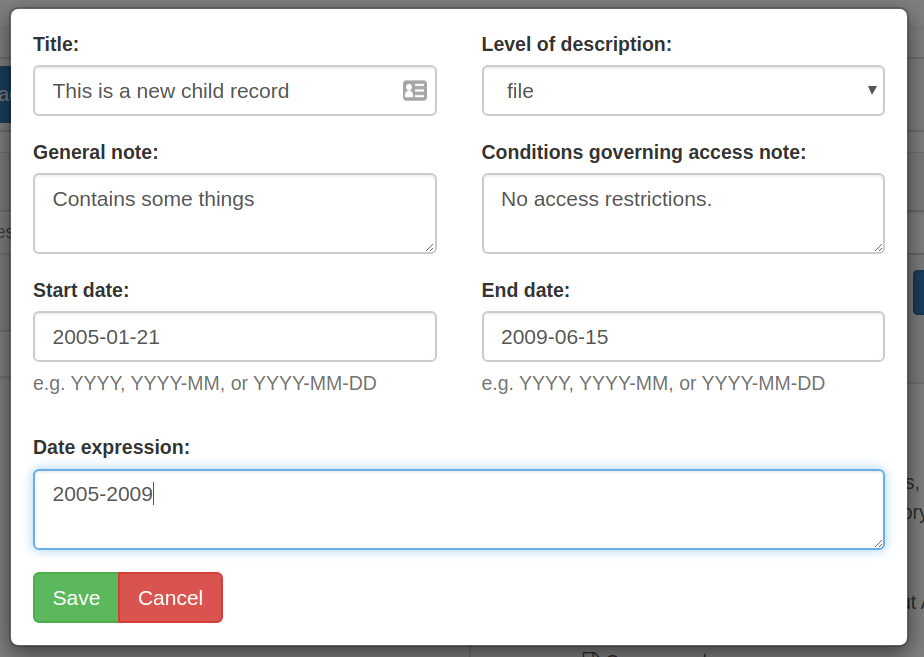 Title:
Level of description:
This is a new child record
file
General note:
Conditions governing access note:
Contains some things
No access restrictions.
Start date:
End date:
2005-01-21
2009-06-15
e.g. YYYY, YYYY-MM, or YYYY-MM-DD
e.g. YYYY, YYYY-MM, or YYYY-MM-DD
Date expression:
2005-2009
Save
Cancel